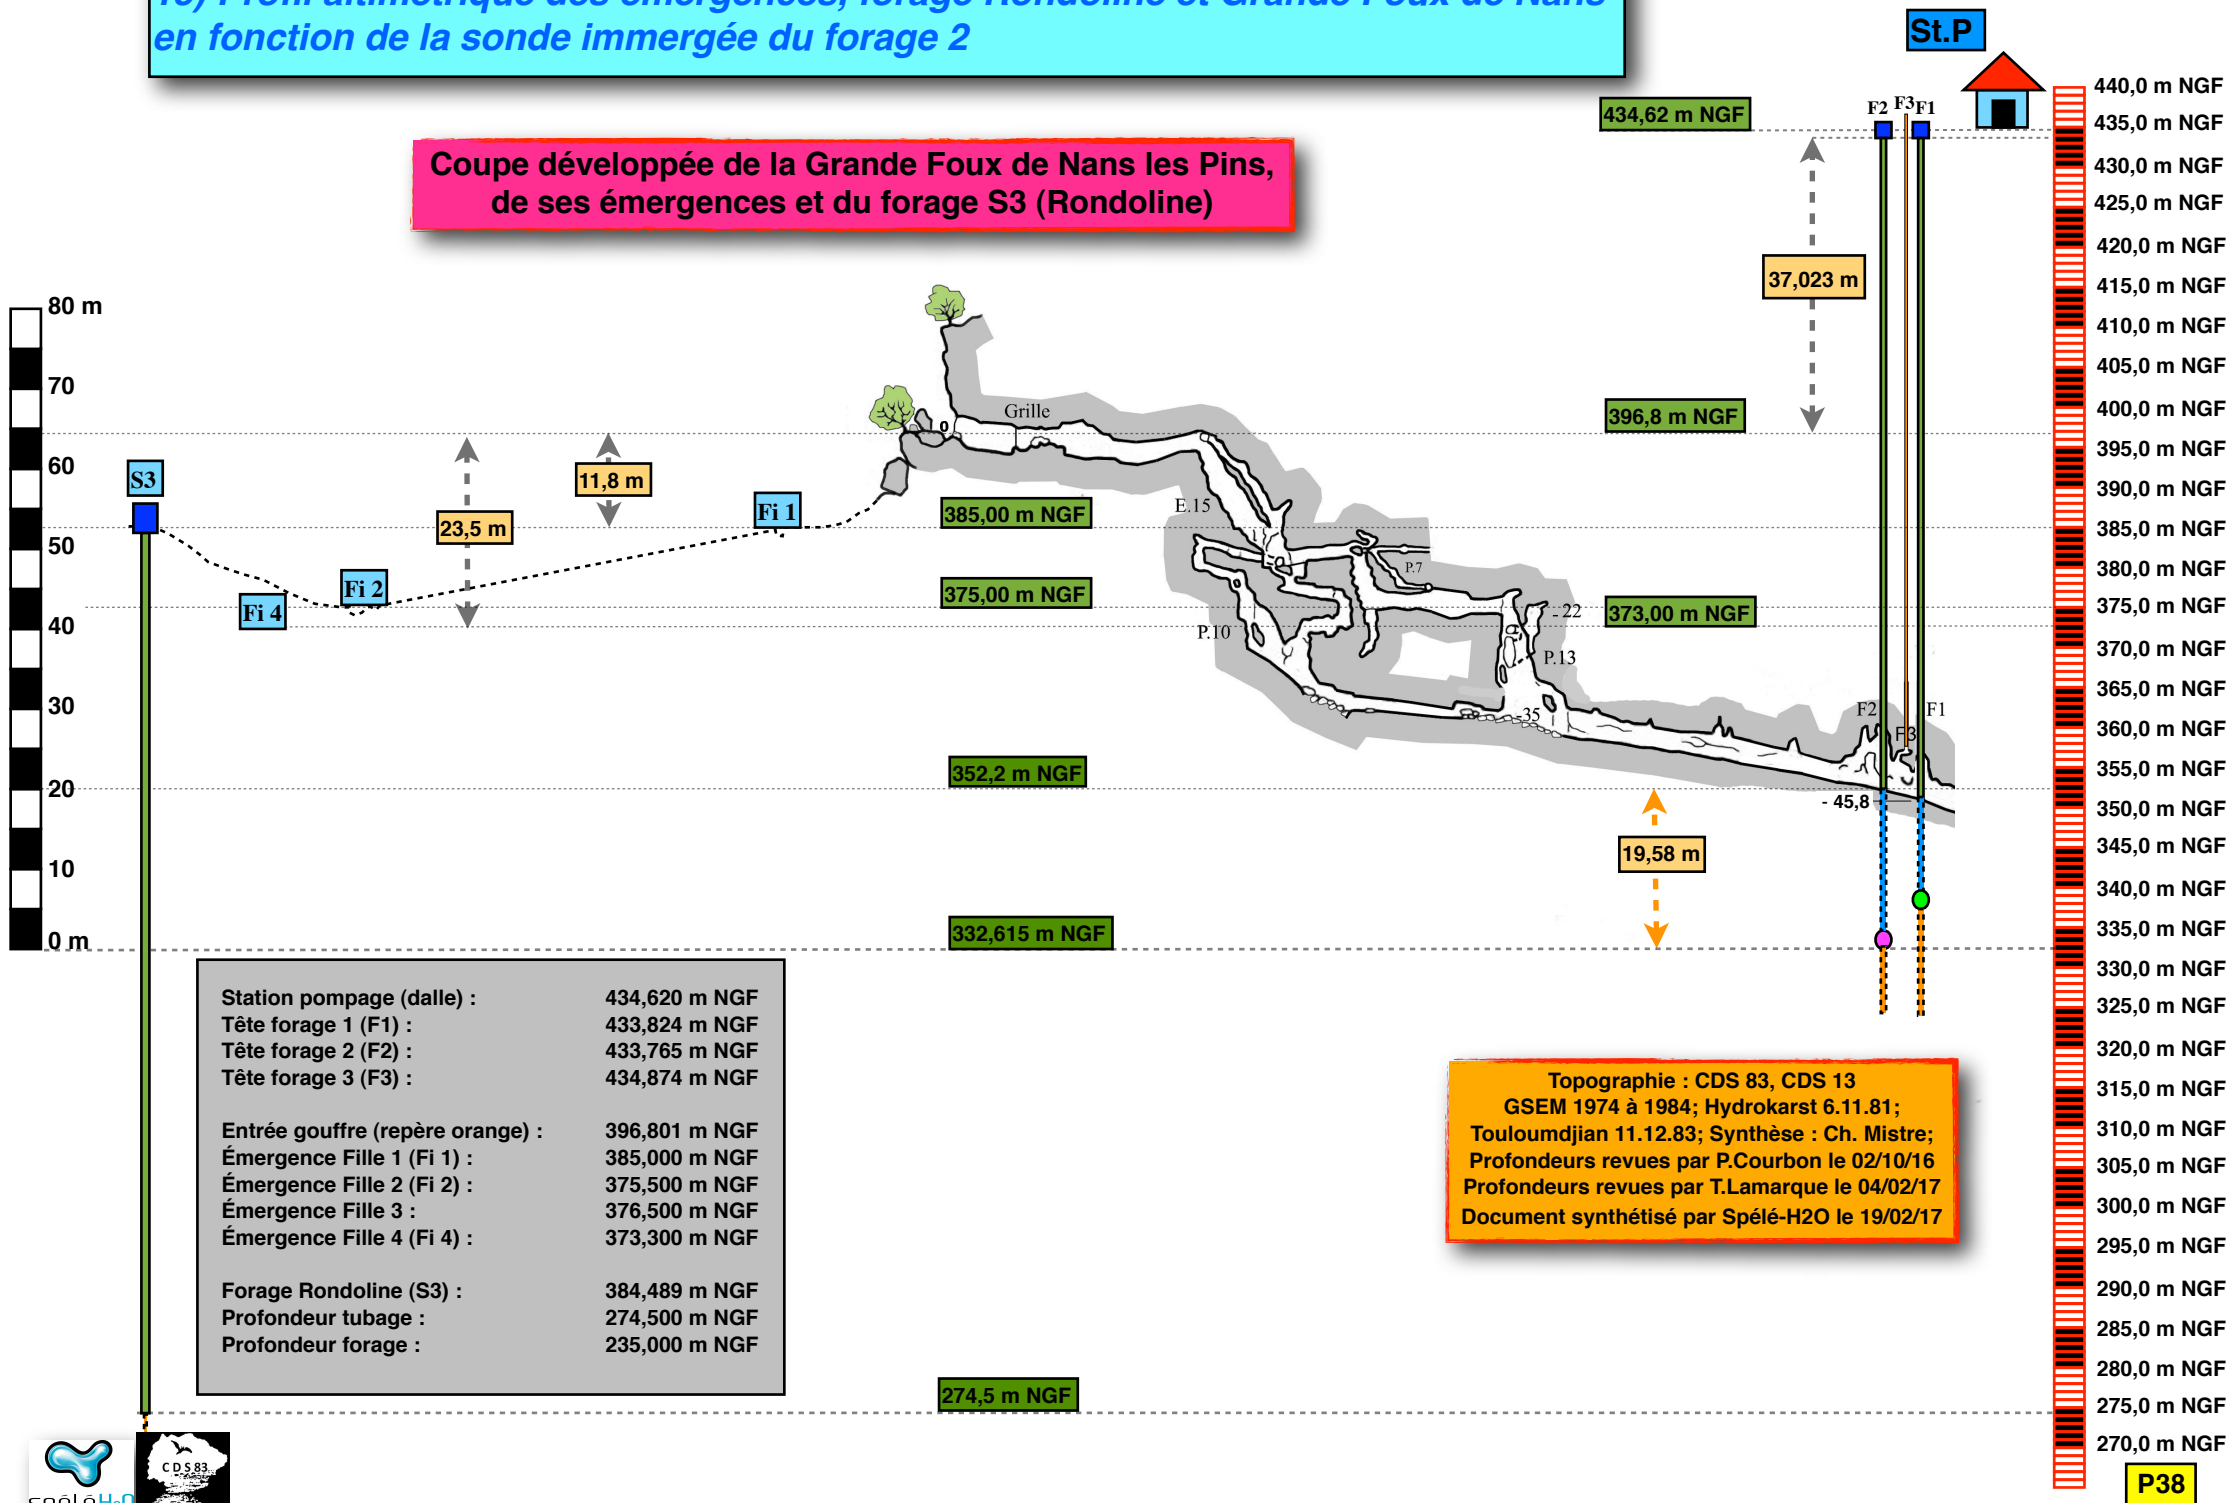 en fonction de la sonde immergée du forage 2
St.P
Coupe développée de la Grande Foux de Nans les Pins,
de ses émergences et du forage S3 (Rondoline)
434,62 m NGF
F2 F3 F1
37,023 m
396,8 m NGF
80 m
70
60
50
40
30
20
10
0 m
S3
Fi 4
Fi 2
Fi 1
23,5 m
11,8 m
385,00 m NGF
375,00 m NGF
373,00 m NGF
352,2 m NGF
332,615 m NGF
274,5 m NGF
19,58 m
0
Grille
E.15
P.7
P.10
- 22
P.13
-35
F2
F3
F1
- 45,8
440,0 m NGF
435,0 m NGF
430,0 m NGF
425,0 m NGF
420,0 m NGF
415,0 m NGF
410,0 m NGF
405,0 m NGF
400,0 m NGF
395,0 m NGF
390,0 m NGF
385,0 m NGF
380,0 m NGF
375,0 m NGF
370,0 m NGF
365,0 m NGF
360,0 m NGF
355,0 m NGF
350,0 m NGF
345,0 m NGF
340,0 m NGF
335,0 m NGF
330,0 m NGF
325,0 m NGF
320,0 m NGF
315,0 m NGF
310,0 m NGF
305,0 m NGF
300,0 m NGF
295,0 m NGF
290,0 m NGF
285,0 m NGF
280,0 m NGF
275,0 m NGF
270,0 m NGF
Station pompage (dalle) : 434,620 m NGF
Tête forage 1 (F1) : 433,824 m NGF
Tête forage 2 (F2) : 433,765 m NGF
Tête forage 3 (F3) : 434,874 m NGF
Entrée gouffre (repère orange) : 396,801 m NGF
Émergence Fille 1 (Fi 1) : 385,000 m NGF
Émergence Fille 2 (Fi 2) : 375,500 m NGF
Émergence Fille 3 : 376,500 m NGF
Émergence Fille 4 (Fi 4) : 373,300 m NGF
Forage Rondoline (S3) : 384,489 m NGF
Profondeur tubage : 274,500 m NGF
Profondeur forage : 235,000 m NGF
Topographie : CDS 83, CDS 13
GSEM 1974 à 1984; Hydrokarst 6.11.81;
Touloumdjian 11.12.83; Synthèse : Ch. Mistre;
Profondeurs revues par P.Courbon le 02/10/16
Profondeurs revues par T.Lamarque le 04/02/17
Document synthétisé par Spélé-H2O le 19/02/17
CDS 83
P38